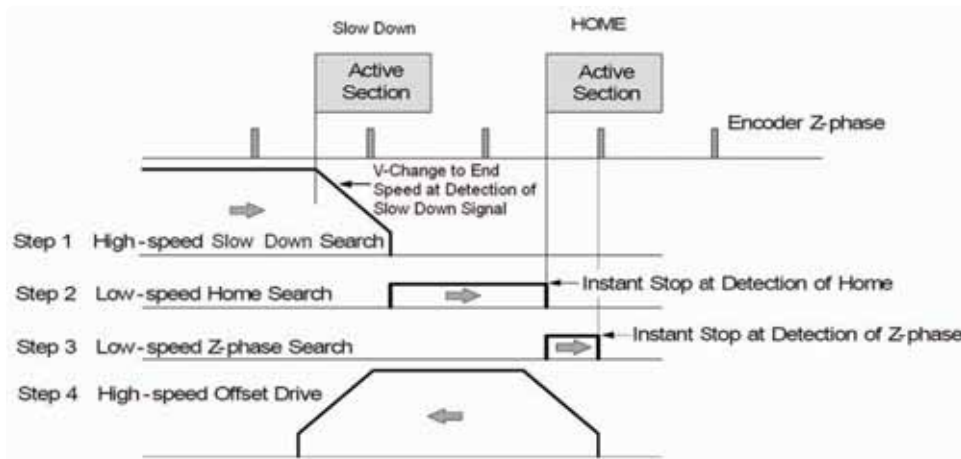 Slow Down
HOME
Active
Section
Active
Section
Encoder Z-phase
V-Change to End
Speed at Detection of
Slow Down Signal
Step 1 High-speed Slow Down Search
Step 2 Low-speed Home Search
Instant Stop at Detection of Home
Step 3 Low-speed Z-phase Search
Instant Stop at Detection of Z-phase
Step 4 High-speed Offset Drive